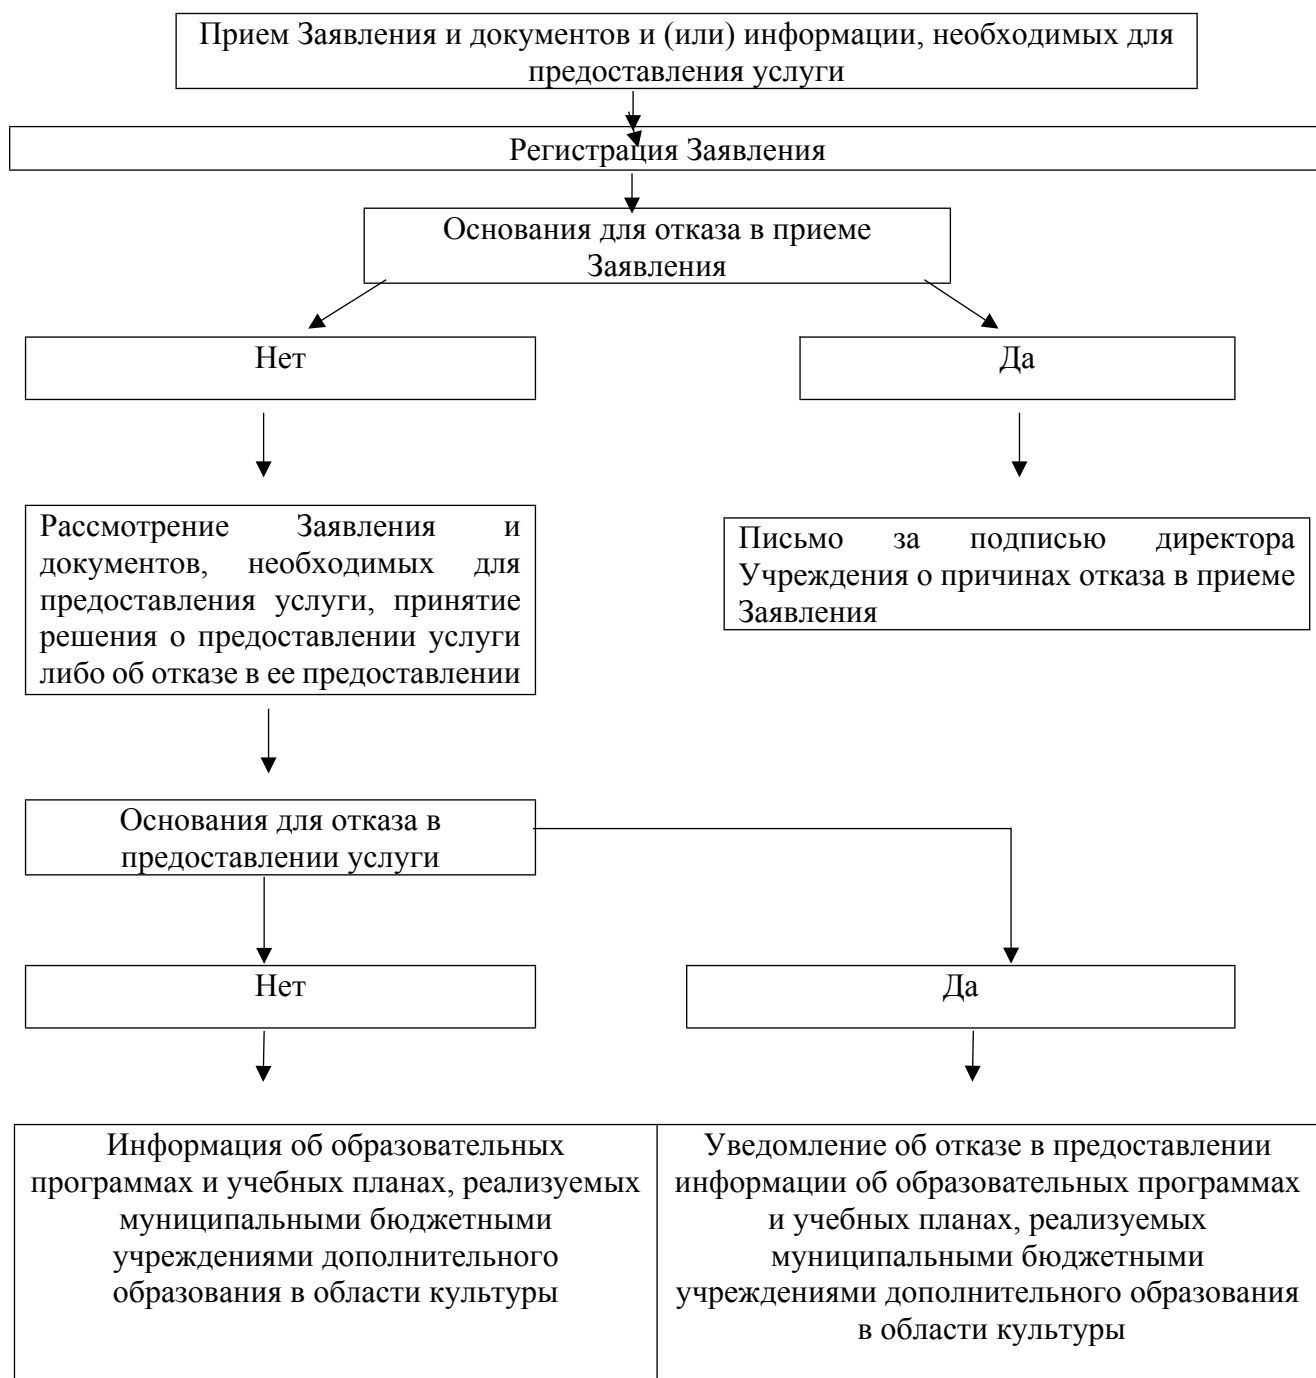 Прием Заявления и документов и (или) информации, необходимых для
предоставления услуги
Регистрация Заявления
Основания для отказа в приеме
Заявления
Нет
Да
Рассмотрение Заявления и
документов, необходимых для
предоставления услуги, принятие
решения о предоставлении услуги
либо об отказе в ее предоставлении
Письмо за подписью директора
Учреждения о причинах отказа в приеме
Заявления
Основания для отказа в
предоставлении услуги
Нет
Да
Информация об образовательных
программах и учебных планах, реализуемых
муниципальными бюджетными
учреждениями дополнительного
образования в области культуры
Уведомление об отказе в предоставлении
информации об образовательных программах
и учебных планах, реализуемых
муниципальными бюджетными
учреждениями дополнительного образования
в области культуры